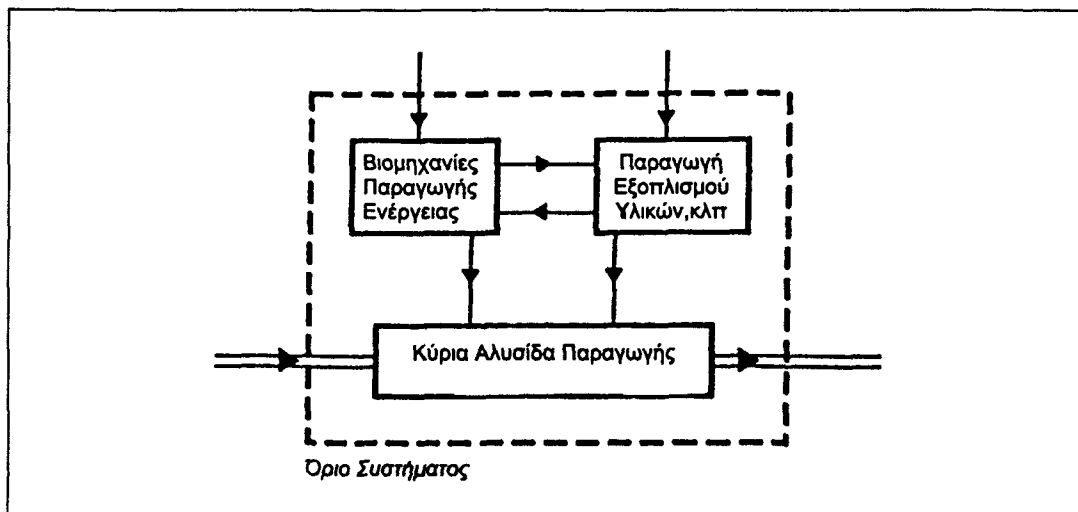 Βιομηχανίες
Παραγωγής
Ενέργειας
Παραγωγή
Εξοπλισμού
Υλικών,κλπ
Κύρια Αλυσίδα Παραγωγής
Όριο Συστήματος